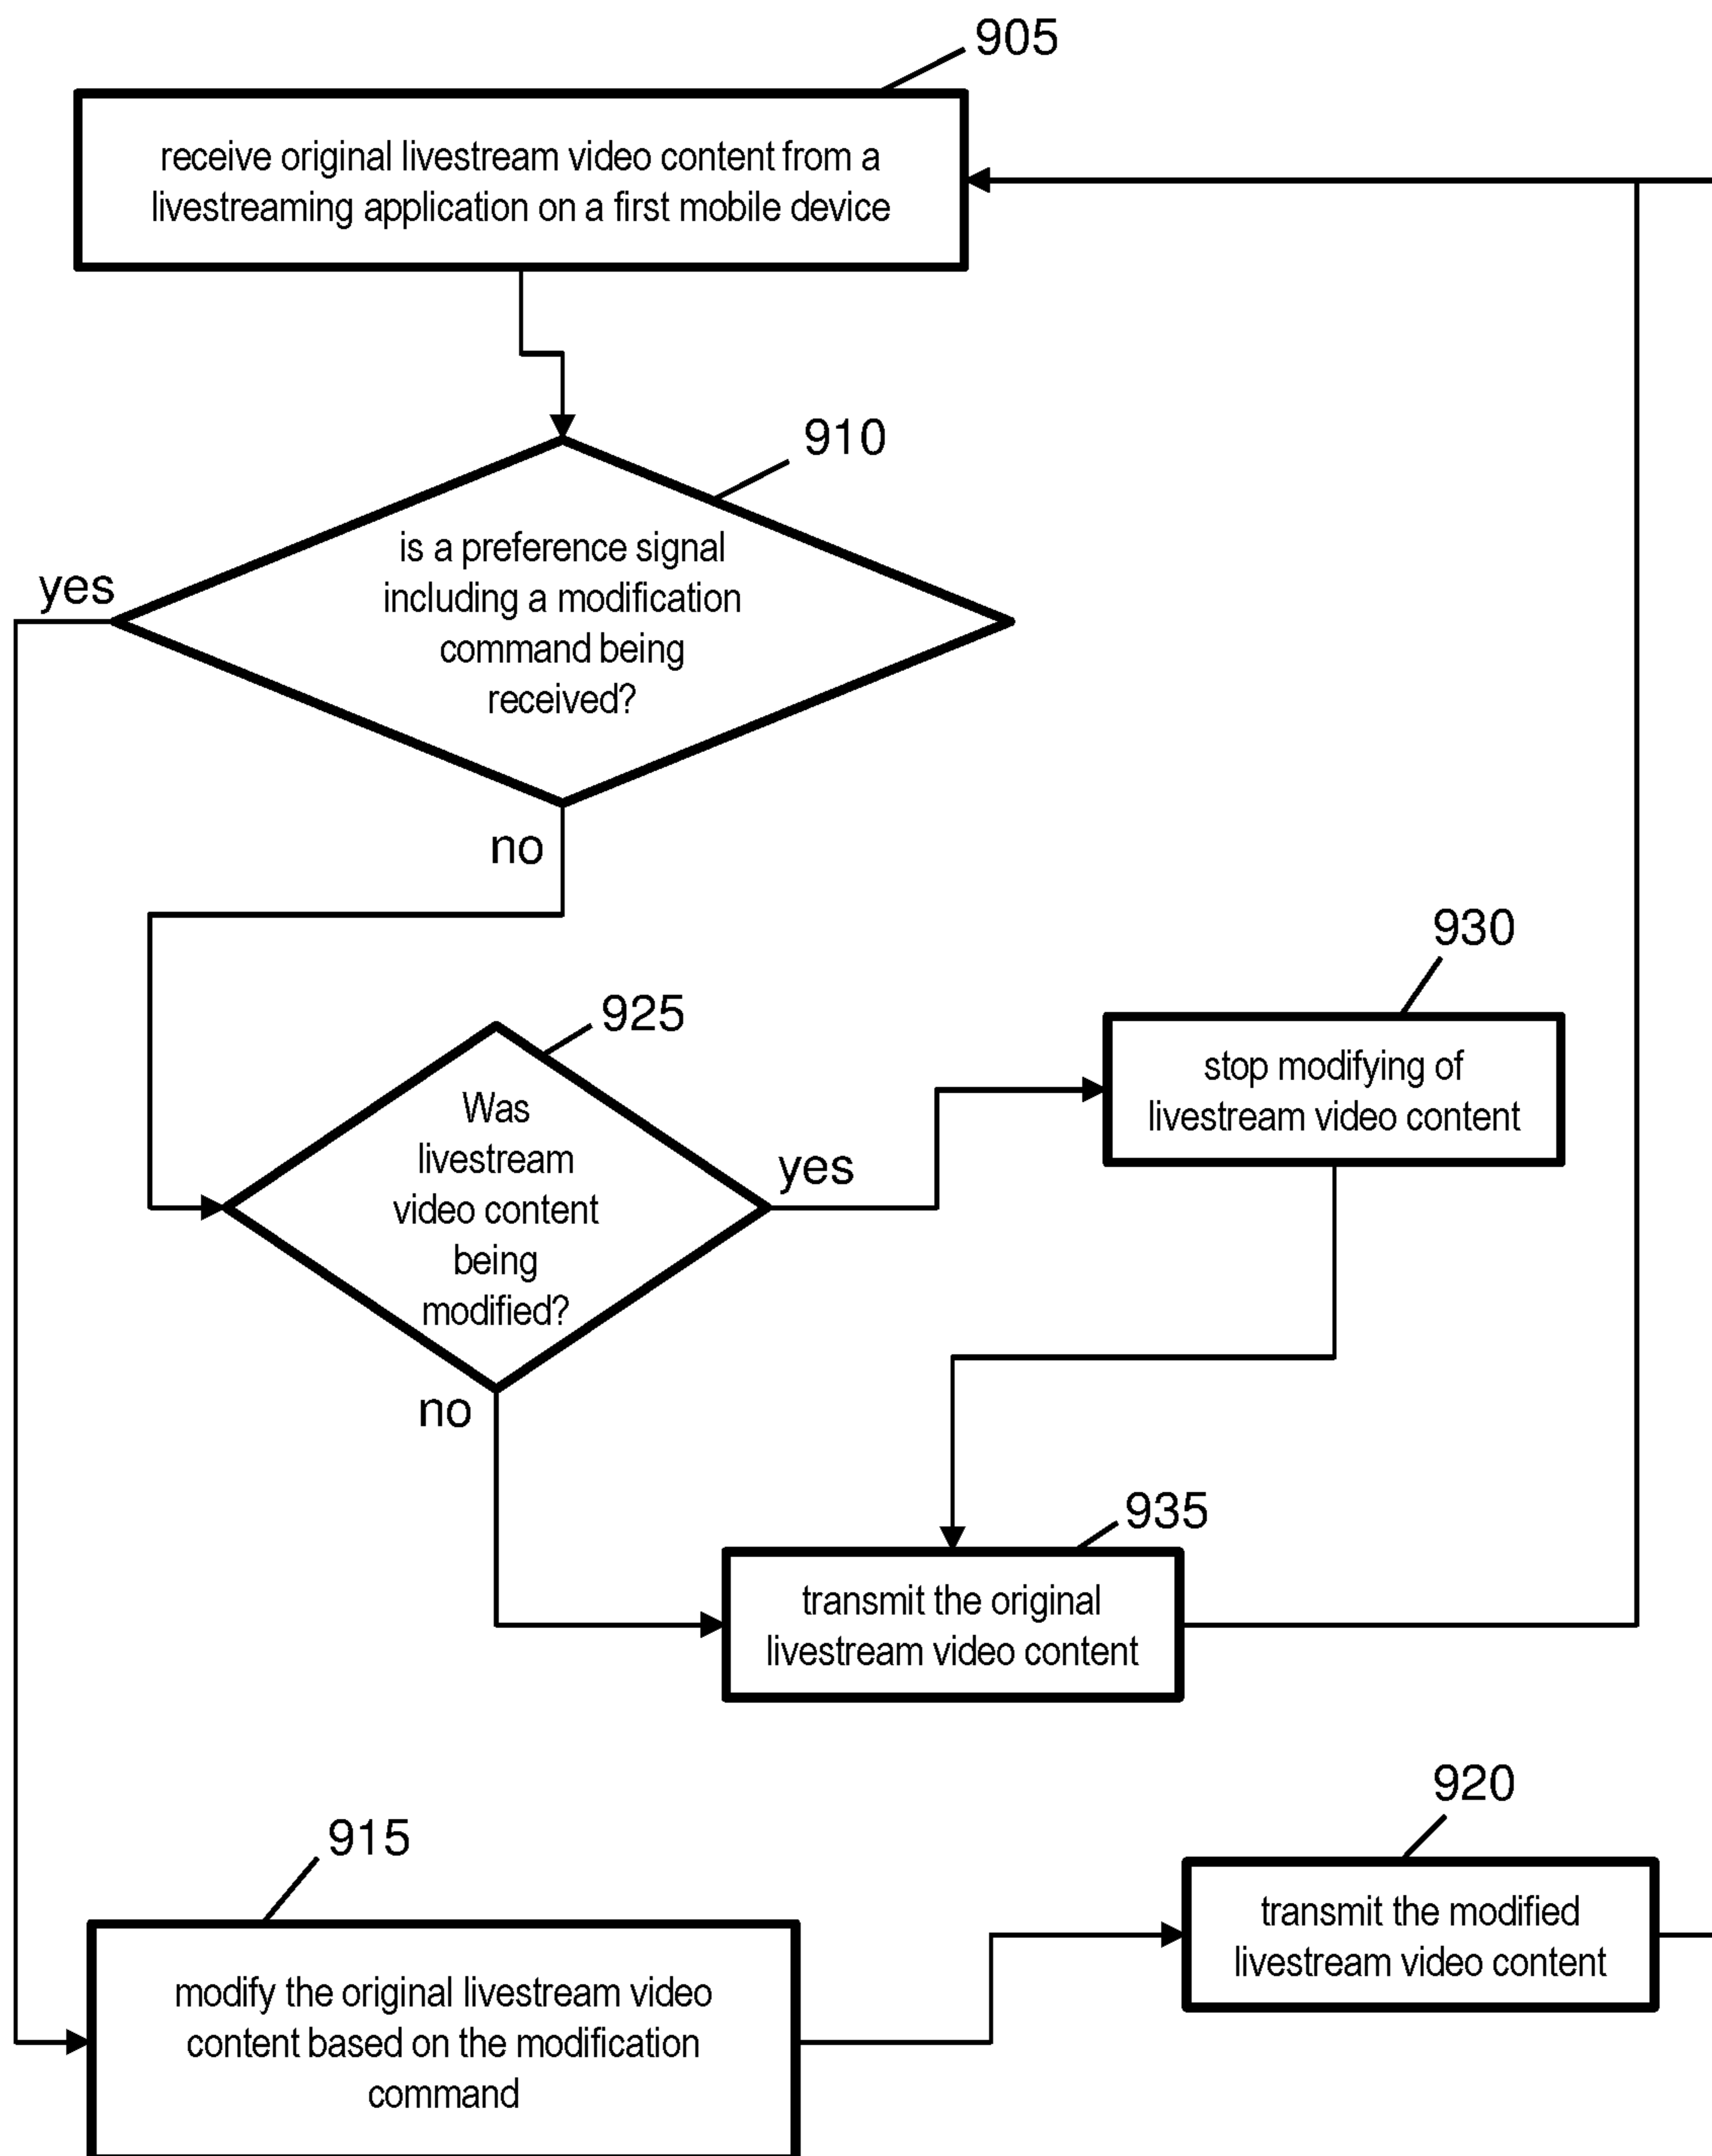 905
receive original livestream video content from a
livestreaming application on a first mobile device
910
is a preference signal
including a modification
command being
received?
yes
no
930
925
stop modifying of
livestream video content
Was
livestream
video content
being
modified?
yes
no
935
transmit the original
livestream video content
920
915
transmit the modified
livestream video content
modify the original livestream video
content based on the modification
command